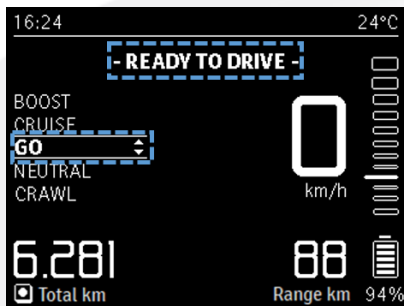 16:24 24°C
- READY TO DRIVE -
BOOST
CRUISE
GO
NEUTRAL
CRAWL
0
km/h
6.281 88
Total km Range km 94%